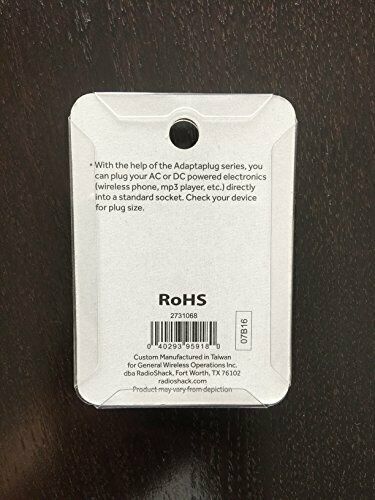 • With the help of the Adaptaplug series, you
can plug your AC or DC powered electronics
(wireless phone, mp3 player, etc.) directly
into a standard socket. Check your device
for plug size.
RoHS
2731068
0 40293 95918 0
07B16
Custom Manufactured in Taiwan
for General Wireless Operations Inc.
dba RadioShack, Fort Worth, TX 76102
radioshack.com
Product may vary from depiction